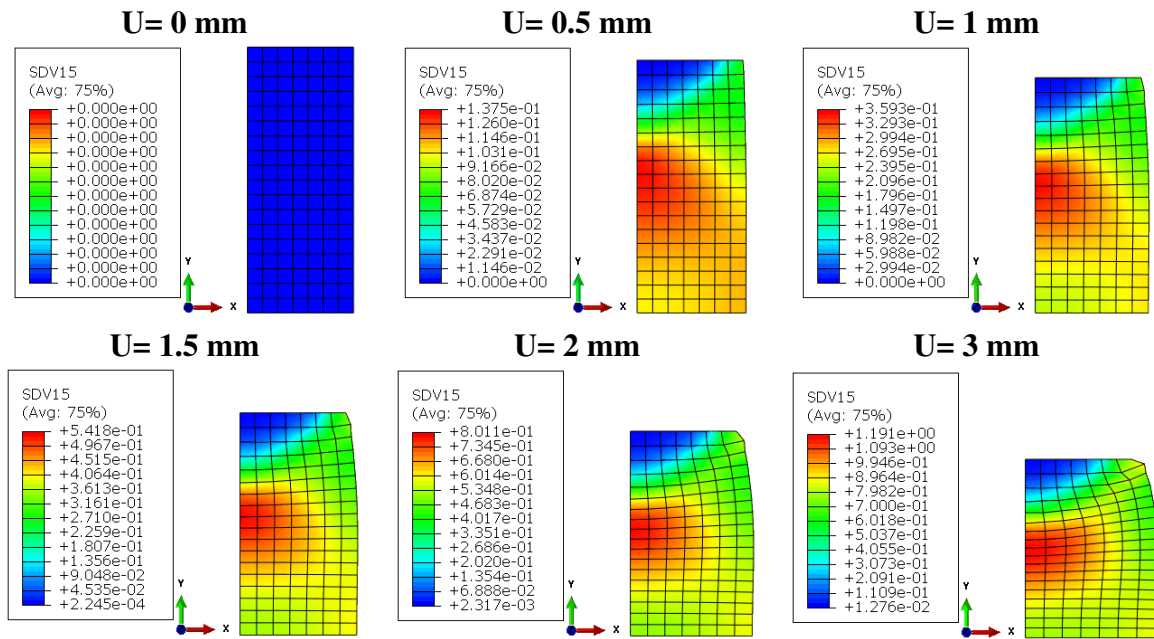 U= 0 mm
SDV15
(Avg: 75%)
+0.000e+00
+0.000e+00
+0.000e+00
+0.000e+00
+0.000e+00
+0.000e+00
+0.000e+00
+0.000e+00
+0.000e+00
+0.000e+00
+0.000e+00
+0.000e+00
+0.000e+00
Y
X
U= 0.5 mm
SDV15
(Avg: 75%)
+1.375e-01
+1.260e-01
+1.146e-01
+1.031e-01
+9.166e-02
+8.020e-02
+6.874e-02
+5.729e-02
+4.583e-02
+3.437e-02
+2.291e-02
+1.146e-02
+0.000e+00
Y
X
U= 1 mm
SDV15
(Avg: 75%)
+3.593e-01
+3.293e-01
+2.994e-01
+2.695e-01
+2.395e-01
+2.096e-01
+1.796e-01
+1.497e-01
+1.198e-01
+8.982e-02
+5.988e-02
+2.994e-02
+0.000e+00
Y
X
U= 1.5 mm
SDV15
(Avg: 75%)
+5.418e-01
+4.967e-01
+4.515e-01
+4.064e-01
+3.613e-01
+3.161e-01
+2.710e-01
+2.259e-01
+1.807e-01
+1.356e-01
+9.048e-02
+4.535e-02
+2.245e-04
Y
X
U= 2 mm
SDV15
(Avg: 75%)
+8.011e-01
+7.345e-01
+6.680e-01
+6.014e-01
+5.348e-01
+4.683e-01
+4.017e-01
+3.351e-01
+2.686e-01
+2.020e-01
+1.354e-01
+6.888e-02
+2.317e-03
Y
X
U= 3 mm
SDV15
(Avg: 75%)
+1.191e+00
+1.093e+00
+9.946e-01
+8.964e-01
+7.982e-01
+7.000e-01
+6.018e-01
+5.037e-01
+4.055e-01
+3.073e-01
+2.091e-01
+1.109e-01
+1.276e-02
Y
X